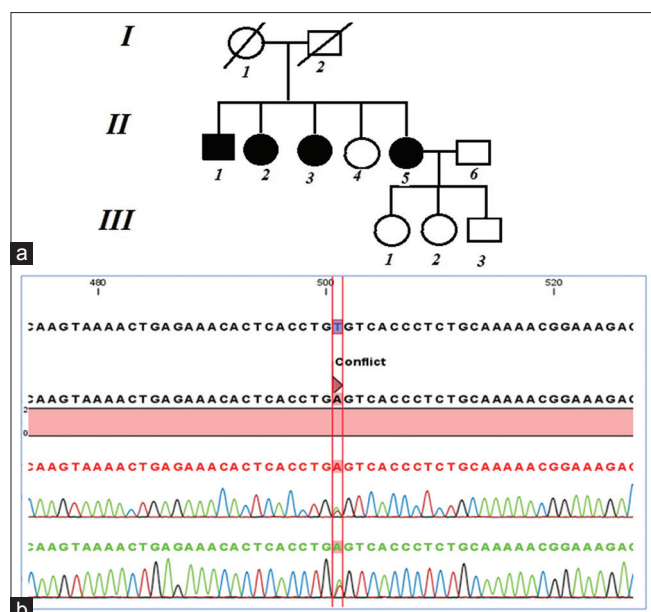 I
1 2
II
1 2 3 4 5 6
III
1 2 3
a
480 500 520
CAAGTAAAACTGAGAAACACTCACCTGTGTCACCCTCTGCAAAAACGGAAAGAC
Conflict
CAAGTAAAACTGAGAAACACTCACCTGAGTCACCCTCTGCAAAAACGGAAAGAC
2
0
CAAGTAAAACTGAGAAACACTCACCTGAGTCACCCTCTGCAAAAACGGAAAGAC
CAAGTAAAACTGAGAAACACTCACCTGAGTCACCCTCTGCAAAAACGGAAAGAC
b